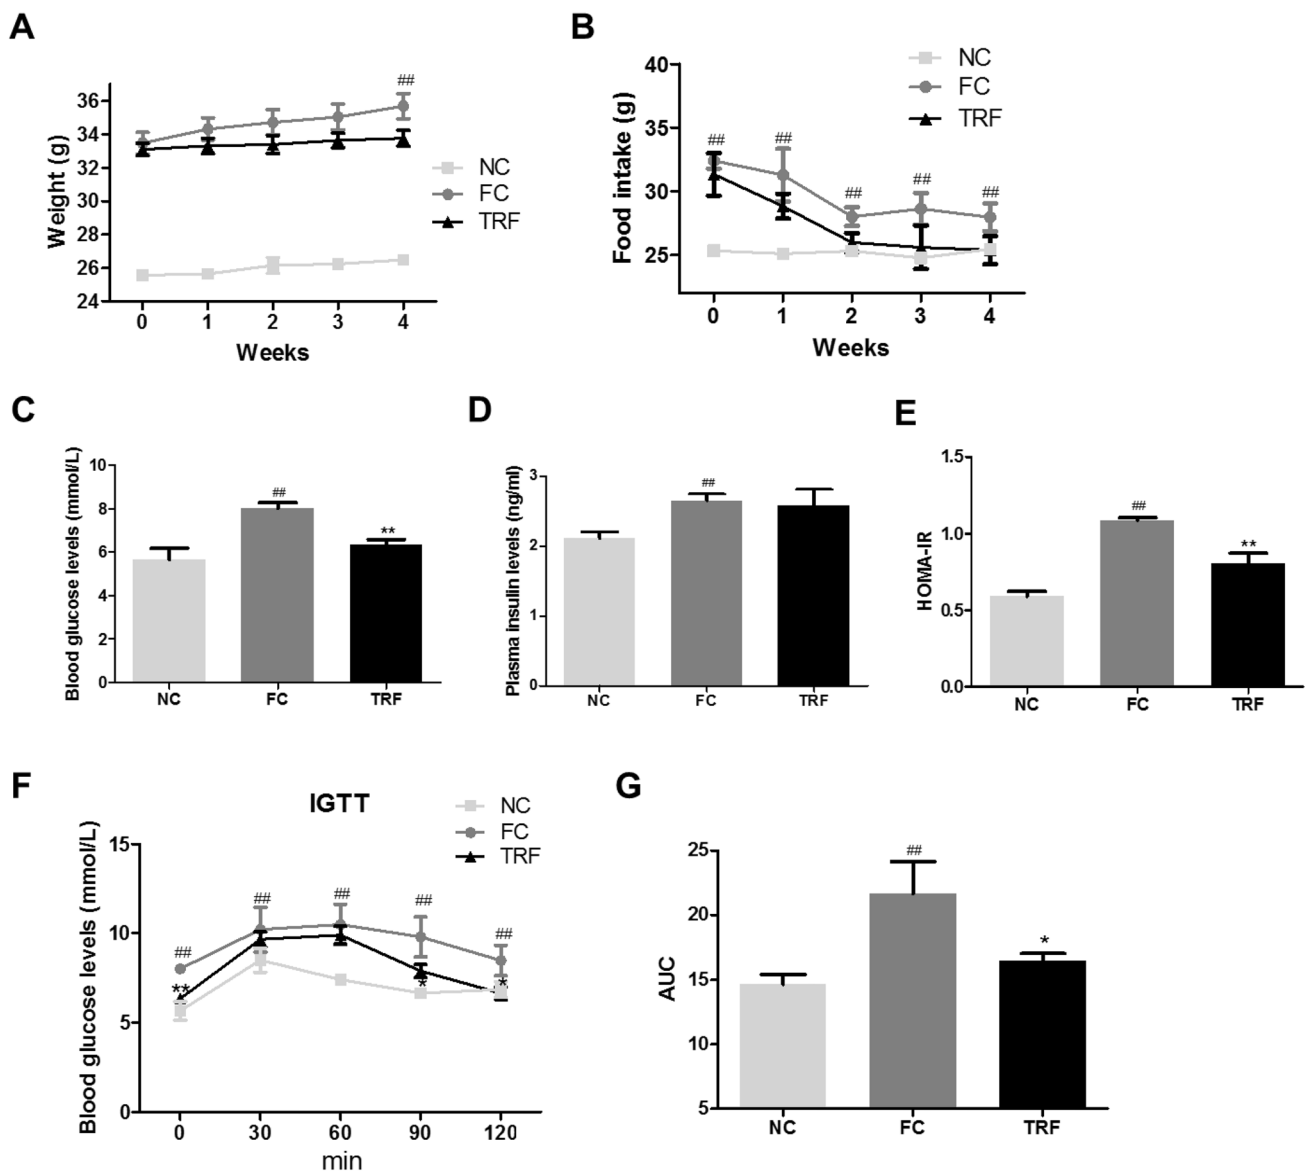 A
Weight (g)
36
34
32
30
28
26
24
##
0 1 2 3 4
Weeks
NC
FC
TRF
B
Food intake (g)
40
35
30
25
## ## ## ## ##
0 1 2 3 4
Weeks
NC
FC
TRF
C
Blood glucose levels (mmol/L)
10
8
6
4
2
0
##
**
NC FC TRF
D
Plasma insulin levels (ng/ml)
3
2
1
0
##
NC FC TRF
E
HOMA-IR
1.5
1.0
0.5
0.0
##
**
NC FC TRF
F
IGTT
NC
FC
TRF
Blood glucose levels (mmol/L)
15
10
5
0
## ## ## ## ##
** * *
0 30 60 90 120
min
G
AUC
25
20
15
10
5
##
*
NC FC TRF